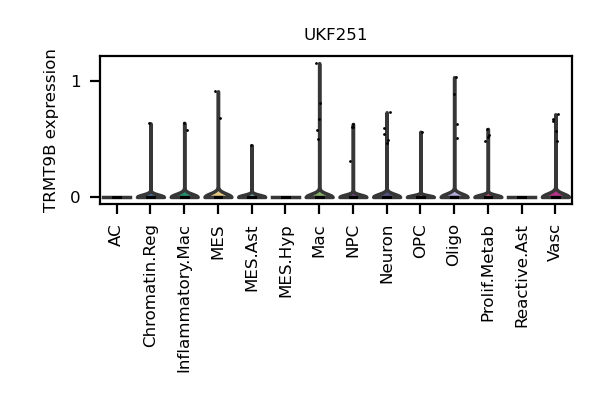 UKF251
TRMT9B expression
1
0
AC
Chromatin.Reg
Inflammatory.Mac
MES
MES.Ast
MES.Hyp
Mac
NPC
Neuron
OPC
Oligo
Prolif.Metab
Reactive.Ast
Vasc